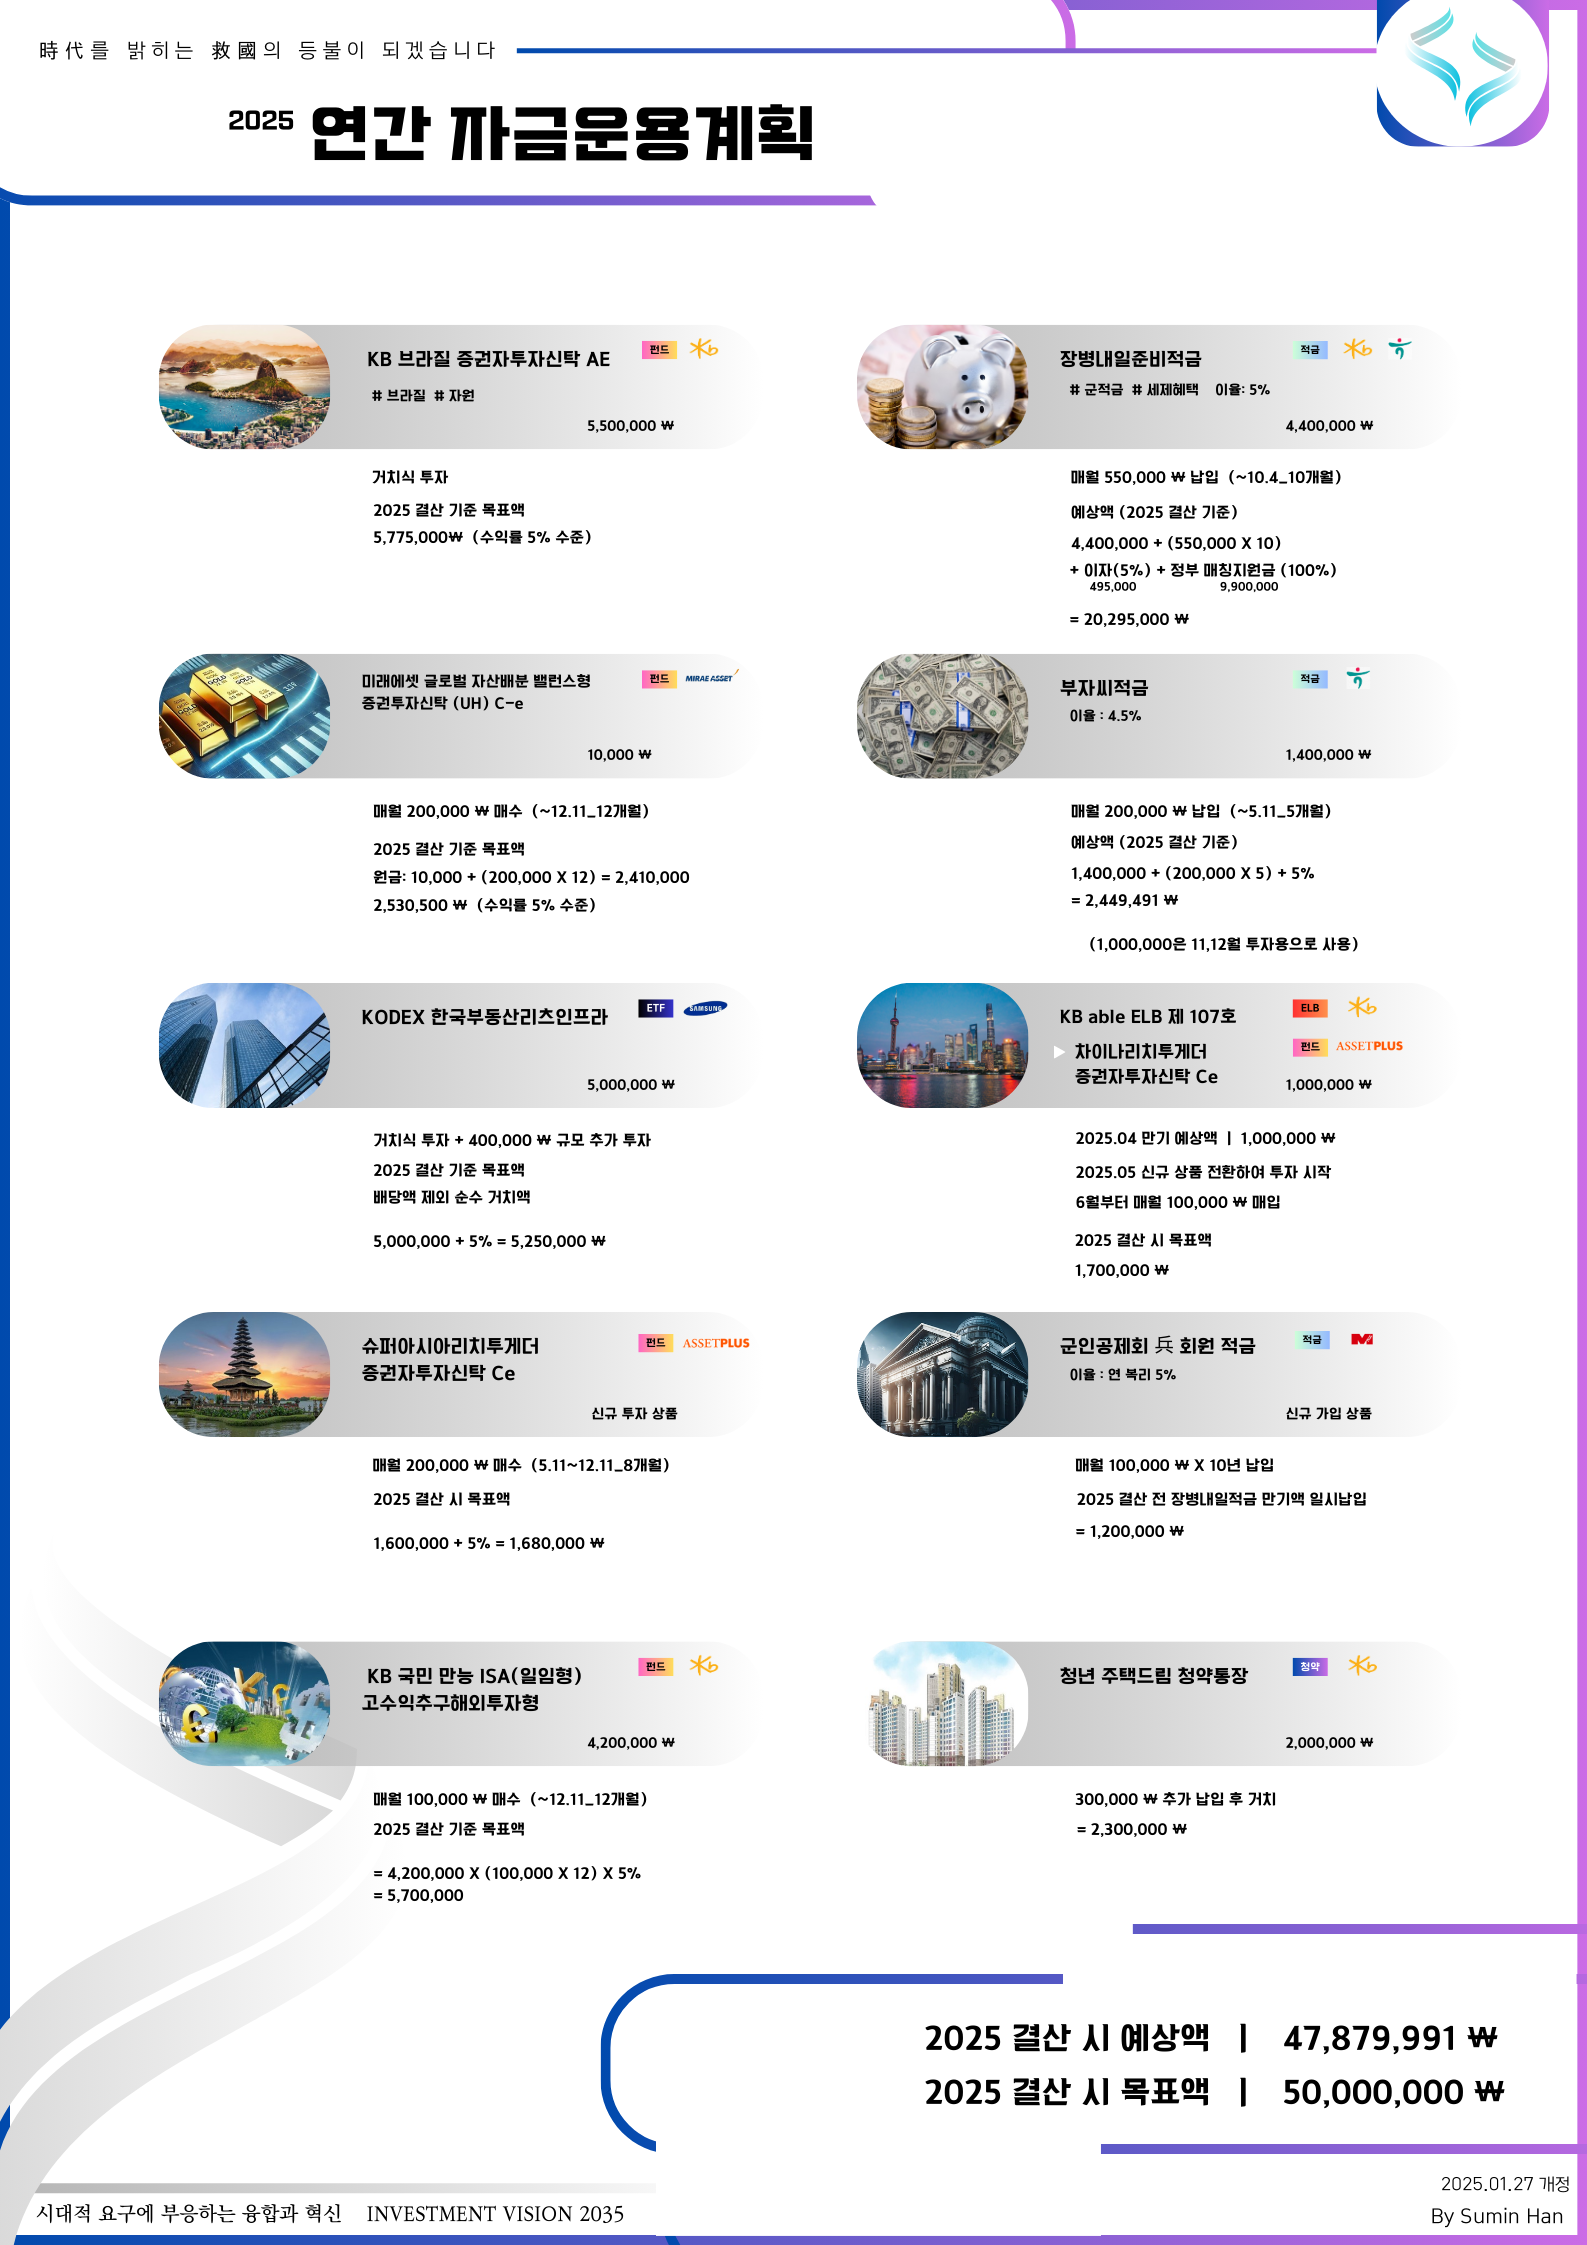 時代를 밝히는 救國의 등불이 되겠습니다
2025 연간 자금운용계획
KB 브라질 증권자투자신탁 AE
펀드
# 브라질 # 자원
5,500,000 ₩
거치식 투자
2025 결산 기준 목표액
5,775,000₩ (수익률 5% 수준)
장병내일준비적금
적금
# 군적금 # 세제혜택 이율: 5%
4,400,000 ₩
매월 550,000 ₩ 납입 (~10.4_10개월)
예상액 (2025 결산 기준)
4,400,000 + (550,000 X 10)
+ 이자(5%) + 정부 매칭지원금 (100%)
495,000 9,900,000
= 20,295,000 ₩
미래에셋 글로벌 자산배분 밸런스형
증권투자신탁 (UH) C-e
펀드 MIRAE ASSET
10,000 ₩
매월 200,000 ₩ 매수 (~12.11_12개월)
2025 결산 기준 목표액
원금: 10,000 + (200,000 X 12) = 2,410,000
2,530,500 ₩ (수익률 5% 수준)
부자씨적금
적금
이율 : 4.5%
1,400,000 ₩
매월 200,000 ₩ 납입 (~5.11_5개월)
예상액 (2025 결산 기준)
1,400,000 + (200,000 X 5) + 5%
= 2,449,491 ₩
(1,000,000은 11,12월 투자용으로 사용)
KODEX 한국부동산리츠인프라
ETF SAMSUNG
5,000,000 ₩
거치식 투자 + 400,000 ₩ 규모 추가 투자
2025 결산 기준 목표액
배당액 제외 순수 거치액
5,000,000 + 5% = 5,250,000 ₩
KB able ELB 제 107호
ELB
차이나리치투게더
증권자투자신탁 Ce
펀드 ASSETPLUS
1,000,000 ₩
2025.04 만기 예상액 | 1,000,000 ₩
2025.05 신규 상품 전환하여 투자 시작
6월부터 매월 100,000 ₩ 매입
2025 결산 시 목표액
1,700,000 ₩
슈퍼아시아리치투게더
증권자투자신탁 Ce
펀드 ASSETPLUS
신규 투자 상품
매월 200,000 ₩ 매수 (5.11~12.11_8개월)
2025 결산 시 목표액
1,600,000 + 5% = 1,680,000 ₩
군인공제회 兵 회원 적금
적금
이율 : 연 복리 5%
신규 가입 상품
매월 100,000 ₩ X 10년 납입
2025 결산 전 장병내일적금 만기액 일시납입
= 1,200,000 ₩
KB 국민 만능 ISA(일임형)
고수익추구해외투자형
펀드
4,200,000 ₩
매월 100,000 ₩ 매수 (~12.11_12개월)
2025 결산 기준 목표액
= 4,200,000 X (100,000 X 12) X 5%
= 5,700,000
청년 주택드림 청약통장
청약
2,000,000 ₩
300,000 ₩ 추가 납입 후 거치
= 2,300,000 ₩
2025 결산 시 예상액 | 47,879,991 ₩
2025 결산 시 목표액 | 50,000,000 ₩
2025.01.27 개정
By Sumin Han
시대적 요구에 부응하는 융합과 혁신 INVESTMENT VISION 2035